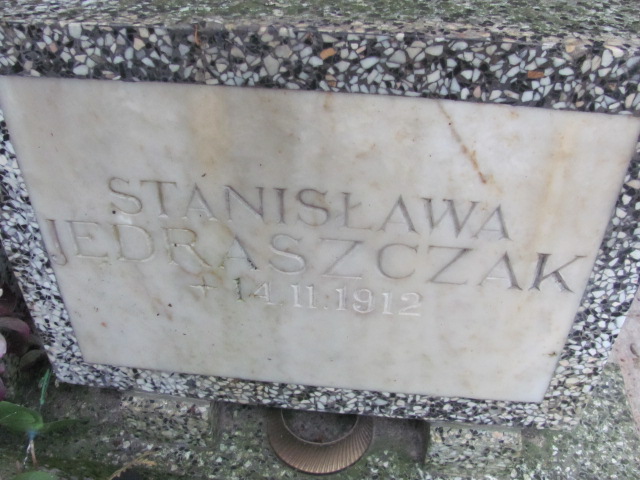 STANISŁAWA
JĘDRASZCZAK
+ 14.11.1912